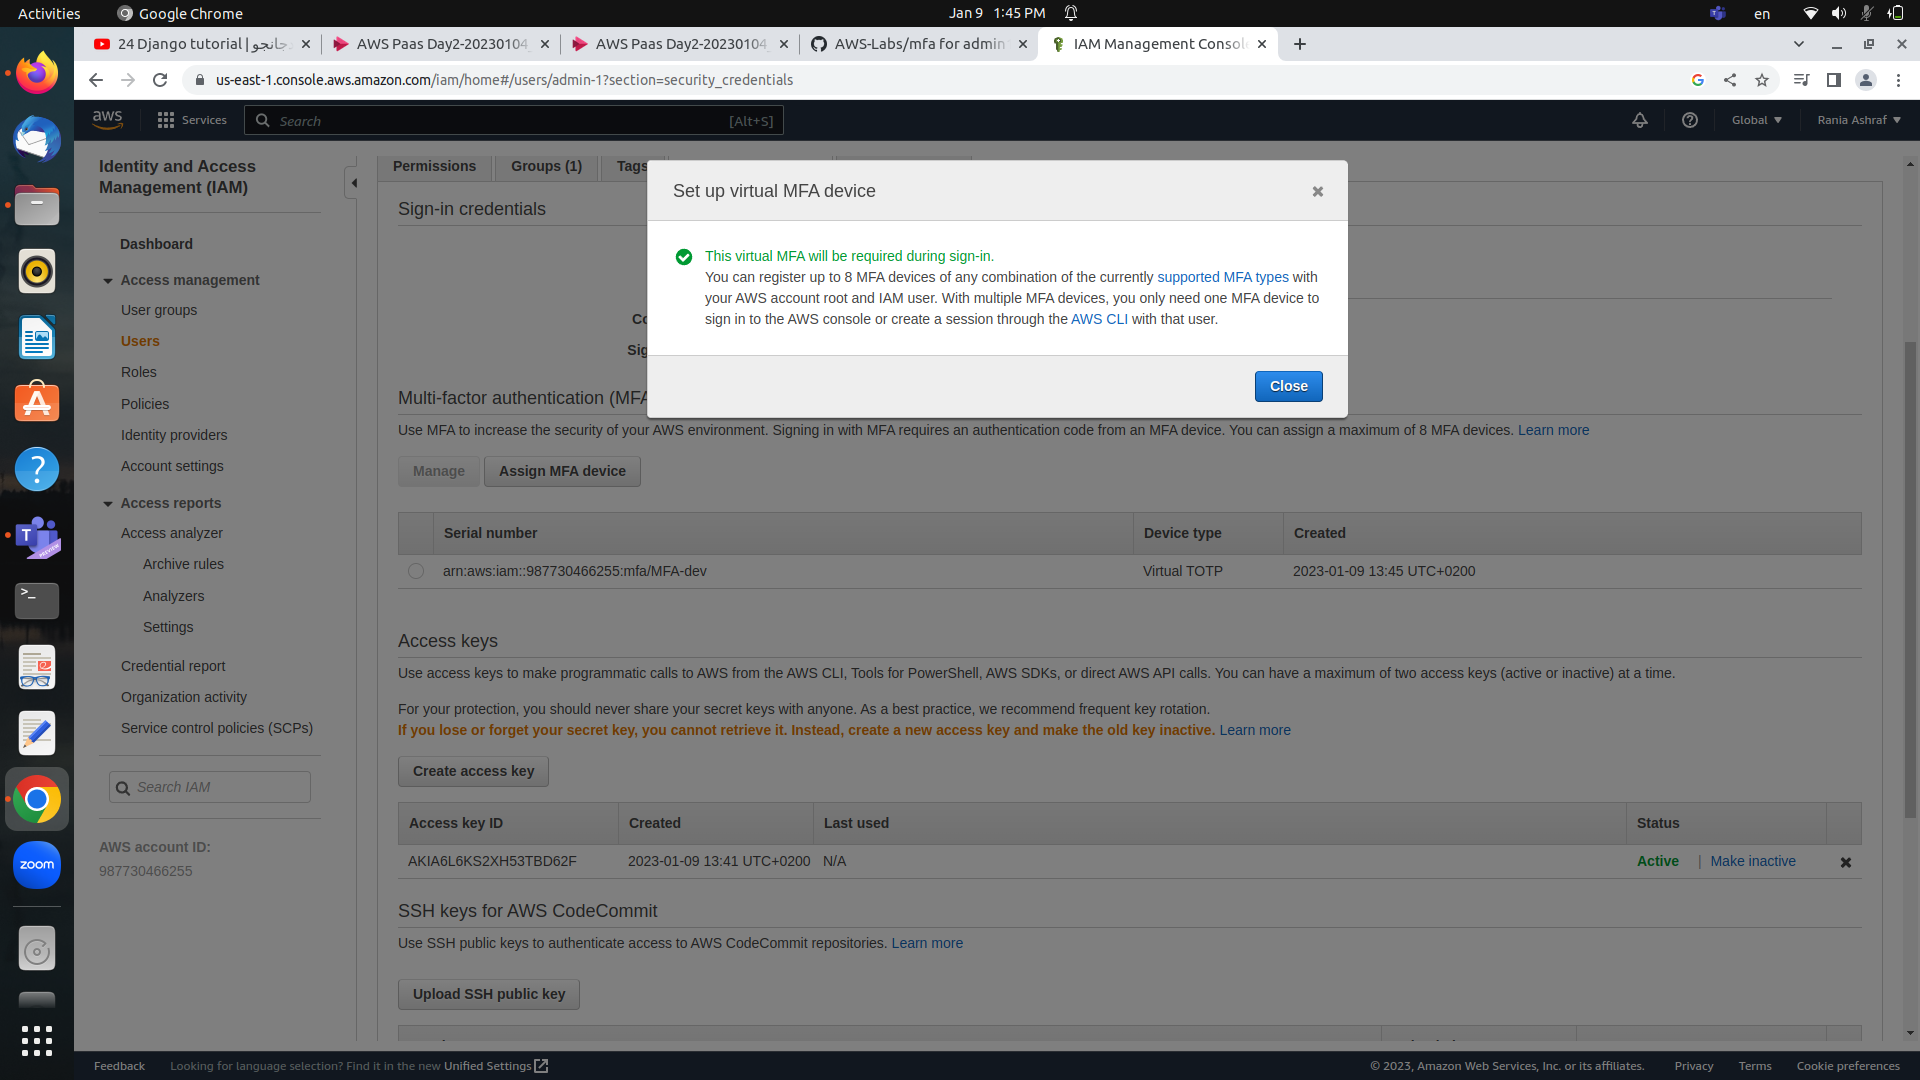 Activities
Google Chrome
Jan 9 1:45 PM
en
24 Django tutorial | جانجو
AWS Paas Day2-20230104
AWS Paas Day2-20230104
AWS-Labs/mfa for admin
IAM Management Consol
us-east-1.console.aws.amazon.com/iam/home#/users/admin-1?section=security_credentials
aws
Services
Search
[Alt+S]
Global
Rania Ashraf
Identity and Access
Management (IAM)
Dashboard
Access management
User groups
Users
Roles
Policies
Identity providers
Account settings
Access reports
Access analyzer
Archive rules
Analyzers
Settings
Credential report
Organization activity
Service control policies (SCPs)
Search IAM
AWS account ID:
987730466255
Permissions
Groups (1)
Tags
Sign-in credentials
Co
Sig
Set up virtual MFA device
This virtual MFA will be required during sign-in.
You can register up to 8 MFA devices of any combination of the currently supported MFA types with
your AWS account root and IAM user. With multiple MFA devices, you only need one MFA device to
sign in to the AWS console or create a session through the AWS CLI with that user.
Close
Multi-factor authentication (MFA
Use MFA to increase the security of your AWS environment. Signing in with MFA requires an authentication code from an MFA device. You can assign a maximum of 8 MFA devices. Learn more
Manage
Assign MFA device
Serial number Device type Created
arn:aws:iam::987730466255:mfa/MFA-dev Virtual TOTP 2023-01-09 13:45 UTC+0200
Access keys
Use access keys to make programmatic calls to AWS from the AWS CLI, Tools for PowerShell, AWS SDKs, or direct AWS API calls. You can have a maximum of two access keys (active or inactive) at a time.
For your protection, you should never share your secret keys with anyone. As a best practice, we recommend frequent key rotation.
If you lose or forget your secret key, you cannot retrieve it. Instead, create a new access key and make the old key inactive. Learn more
Create access key
Access key ID Created Last used Status
AKIA6L6KS2XH53TBD62F 2023-01-09 13:41 UTC+0200 N/A Active | Make inactive
SSH keys for AWS CodeCommit
Use SSH public keys to authenticate access to AWS CodeCommit repositories. Learn more
Upload SSH public key
zoom
Feedback
Looking for language selection? Find it in the new Unified Settings
© 2023, Amazon Web Services, Inc. or its affiliates.
Privacy
Terms
Cookie preferences